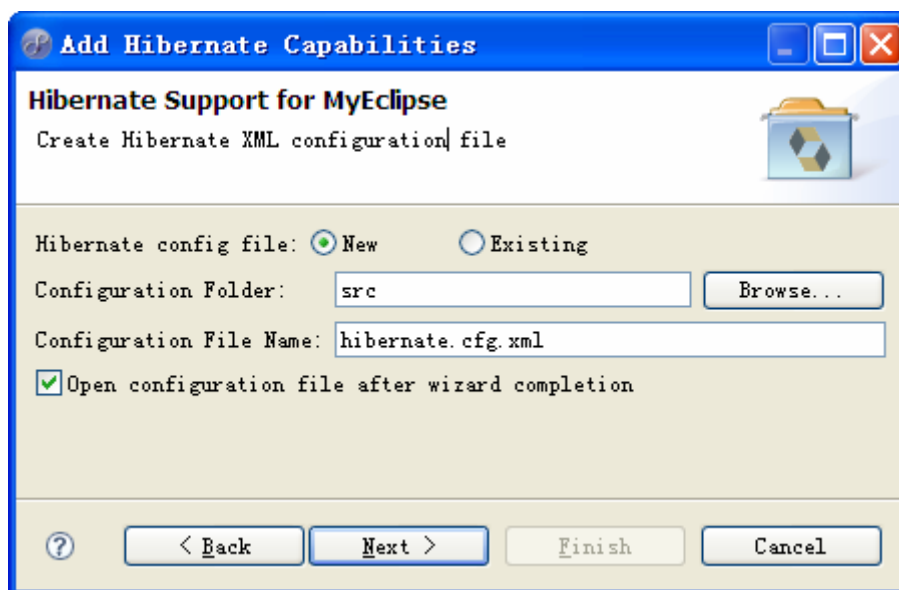 Add Hibernate Capabilities
Hibernate Support for MyEclipse
Create Hibernate XML configuration file
Hibernate config file: New Existing
Configuration Folder: src Browse...
Configuration File Name: hibernate.cfg.xml
Open configuration file after wizard completion
? < Back Next > Finish Cancel